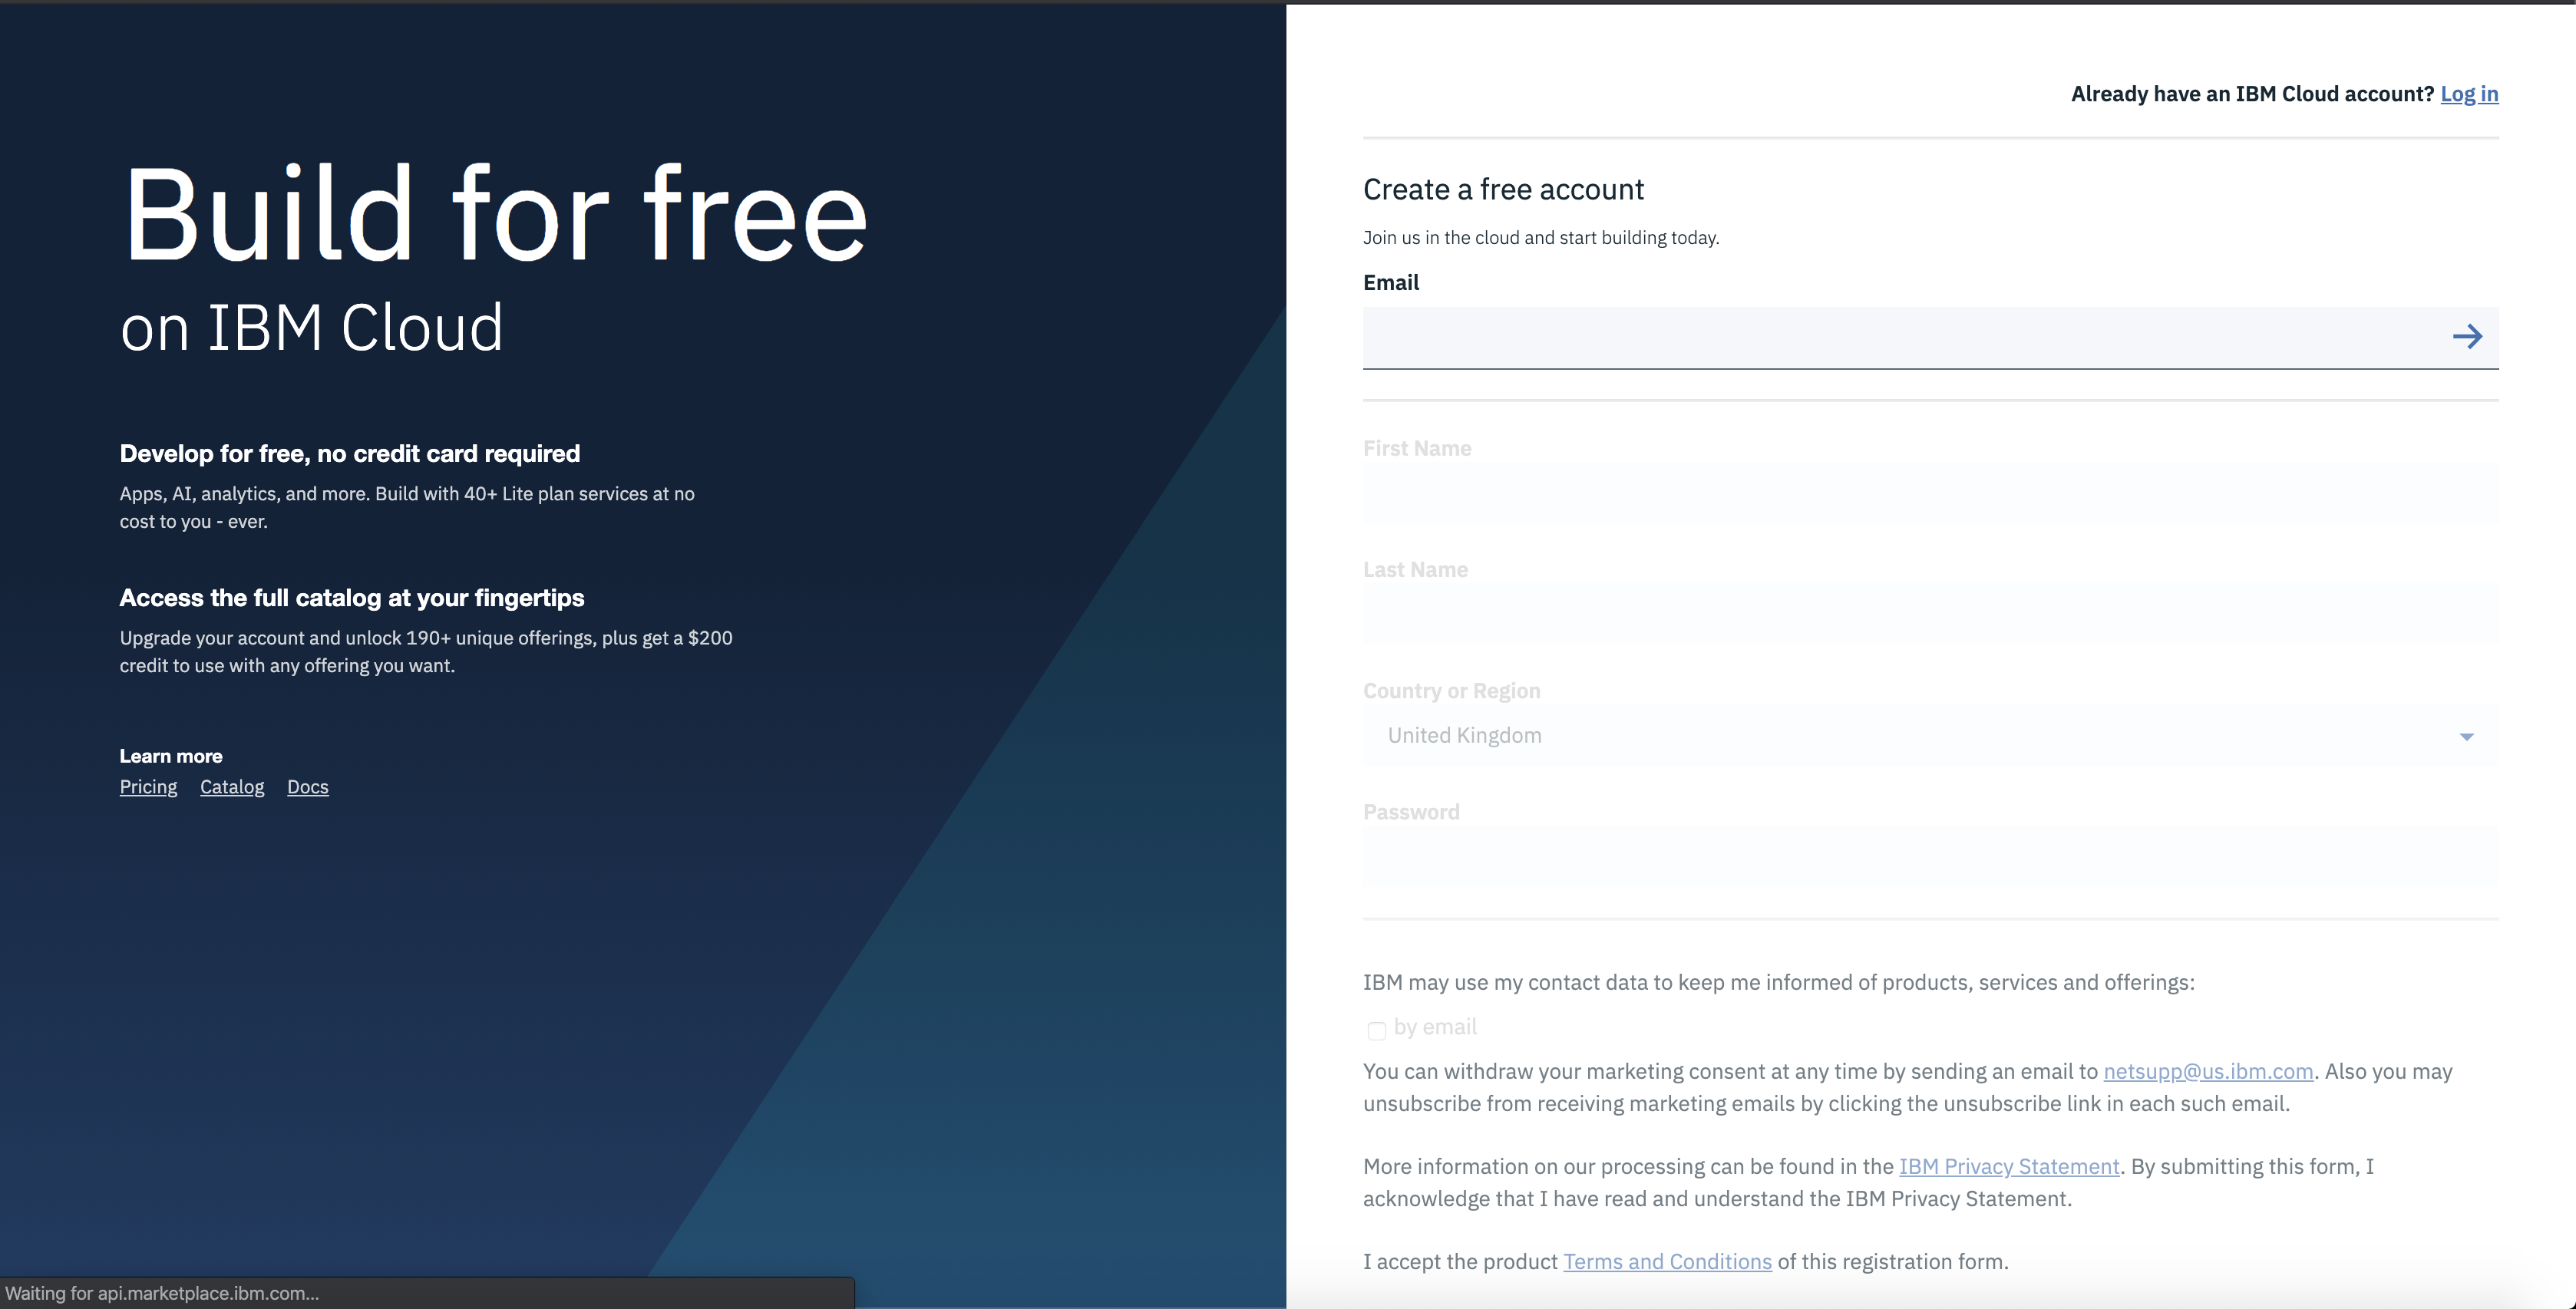 Build for free
on IBM Cloud
Develop for free, no credit card required
Apps, AI, analytics, and more. Build with 40+ Lite plan services at no
cost to you - ever.
Access the full catalog at your fingertips
Upgrade your account and unlock 190+ unique offerings, plus get a $200
credit to use with any offering you want.
Learn more
Pricing Catalog Docs
Waiting for api.marketplace.ibm.com...
Already have an IBM Cloud account? Log in
Create a free account
Join us in the cloud and start building today.
Email
First Name
Last Name
Country or Region
United Kingdom
Password
IBM may use my contact data to keep me informed of products, services and offerings:
by email
You can withdraw your marketing consent at any time by sending an email to netsupp@us.ibm.com. Also you may
unsubscribe from receiving marketing emails by clicking the unsubscribe link in each such email.
More information on our processing can be found in the IBM Privacy Statement. By submitting this form, I
acknowledge that I have read and understand the IBM Privacy Statement.
I accept the product Terms and Conditions of this registration form.